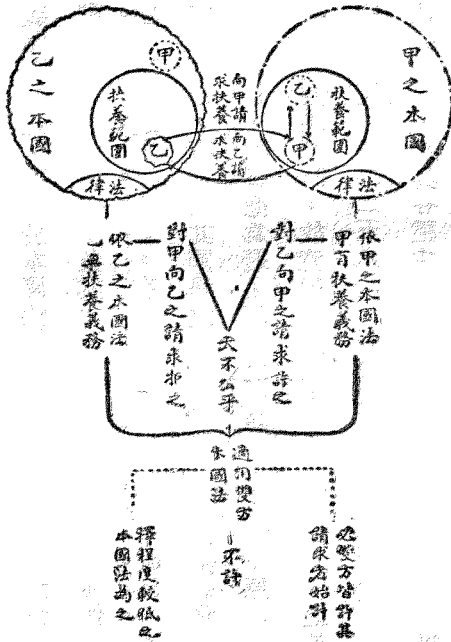 甲之本國
扶養範圍
乙
甲
律法
向甲請
求扶養
向乙請
求扶養
甲
扶養範圍
乙
乙之本國
律法
依甲之本國法
甲有扶養義務
對乙向甲之請求許之
對甲向乙之請求拒之
依乙之本國法
乙無扶養義務
大不公平
適用雙方
本國法
必雙方皆許其
請求者始許
不許
擇程度較低之
本國法為之